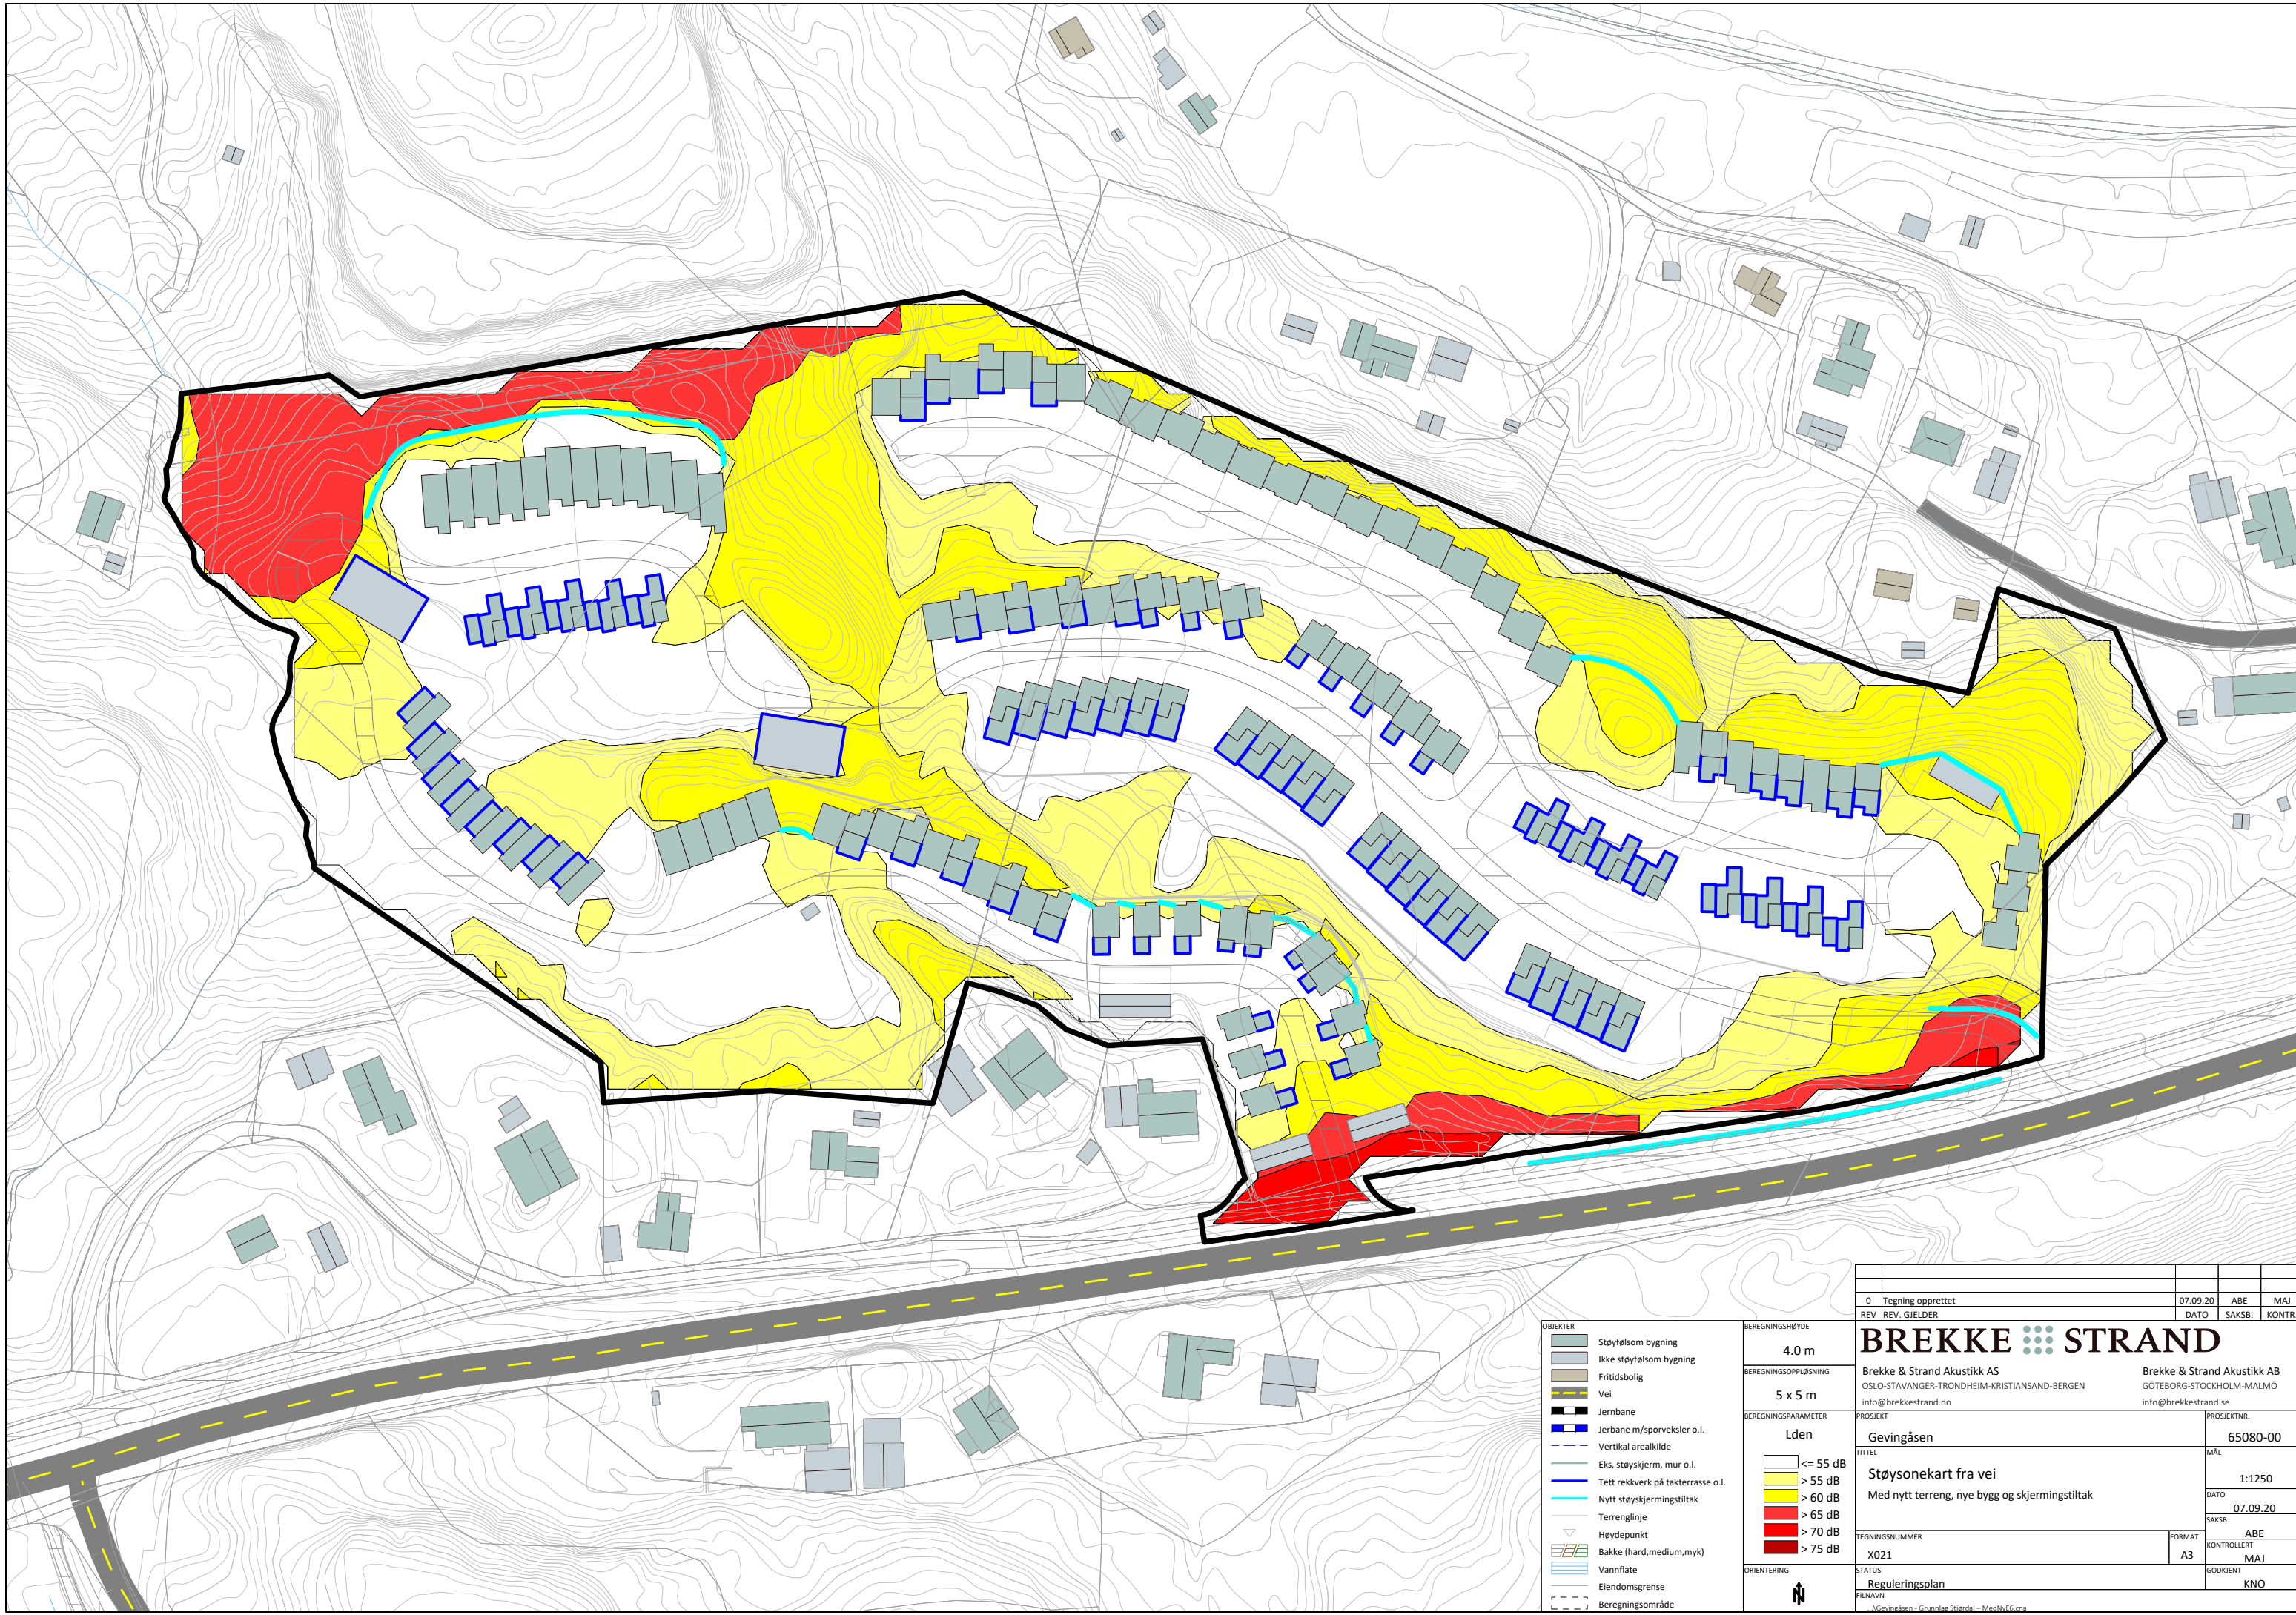 0 Tegning opprettet 07.09.20 ABE MAJ
REV REV. GJELDER DATO SAKSB. KONTR.
BREKKE STRAND
Brekke & Strand Akustikk AS
OSLO-STAVANGER-TRONDHEIM-KRISTIANSAND-BERGEN
info@brekkestrand.no
Brekke & Strand Akustikk AB
GÖTEBORG-STOCKHOLM-MALMÖ
info@brekkestrand.se
OBJEKTER
Støyfølsom bygning
Ikke støyfølsom bygning
Fritidsbolig
Vei
Jernbane
Jerbane m/sporveksler o.l.
Vertikal arealkilde
Eks. støyskjerm, mur o.l.
Tett rekkverk på takterrasse o.l.
Nytt støyskjermingstiltak
Terrenglinje
Høydepunkt
Bakke (hard,medium,myk)
Vannflate
Eiendomsgrense
Beregningsområde
BEREGNINGSHØYDE
4.0 m
BEREGNINGSOPPLØSNING
5 x 5 m
BEREGNINGSPARAMETER
Lden
<= 55 dB
> 55 dB
> 60 dB
> 65 dB
> 70 dB
> 75 dB
ORIENTERING
N
PROSJEKT
Gevingåsen
PROSJEKTNR.
65080-00
TITTEL
Støysonekart fra vei
Med nytt terreng, nye bygg og skjermingstiltak
MÅL
1:1250
DATO
07.09.20
SAKSB.
ABE
TEGNINGSNUMMER
X021
FORMAT
A3
KONTROLLERT
MAJ
STATUS
Reguleringsplan
GODKJENT
KNO
FILNAVN
...\Gevingåsen - Grunnlag Stjørdal – MedNyE6.cna